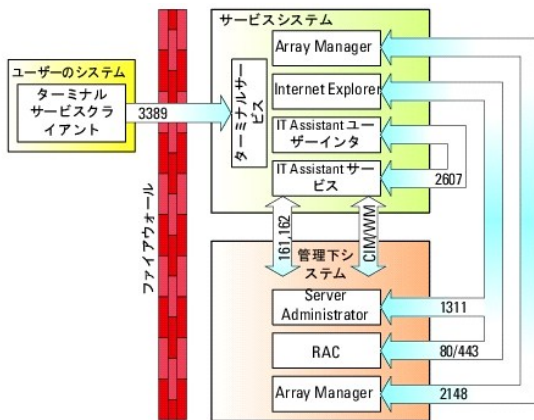 サービスシステム
Array Manager
ユーザーのシステム
ターミナル
サービスクラ
イアント
3389
ファイアウォール
ターミナルサー
ビス
Internet Explorer
IT Assistant ユー
ザーインタ
IT Assistant サー
ビス
2607
161,162
CIM/WM
管理下シ
ステム
Server
Administrator
1311
RAC
80/443
Array Manager
2148